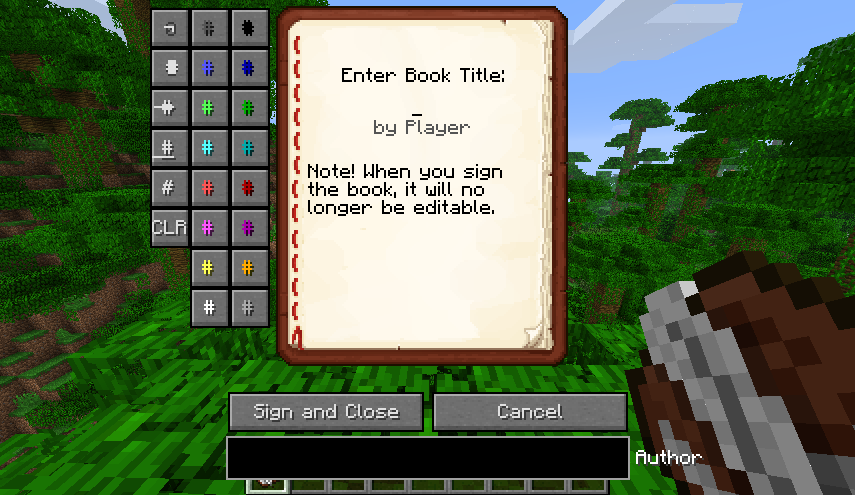 # #
# # #
# # #
# # #
# # #
CLR # #
# #
# #
Enter Book Title:
_
by Player
Note! When you sign
the book, it will no
longer be editable.
Sign and Close
Cancel
Author